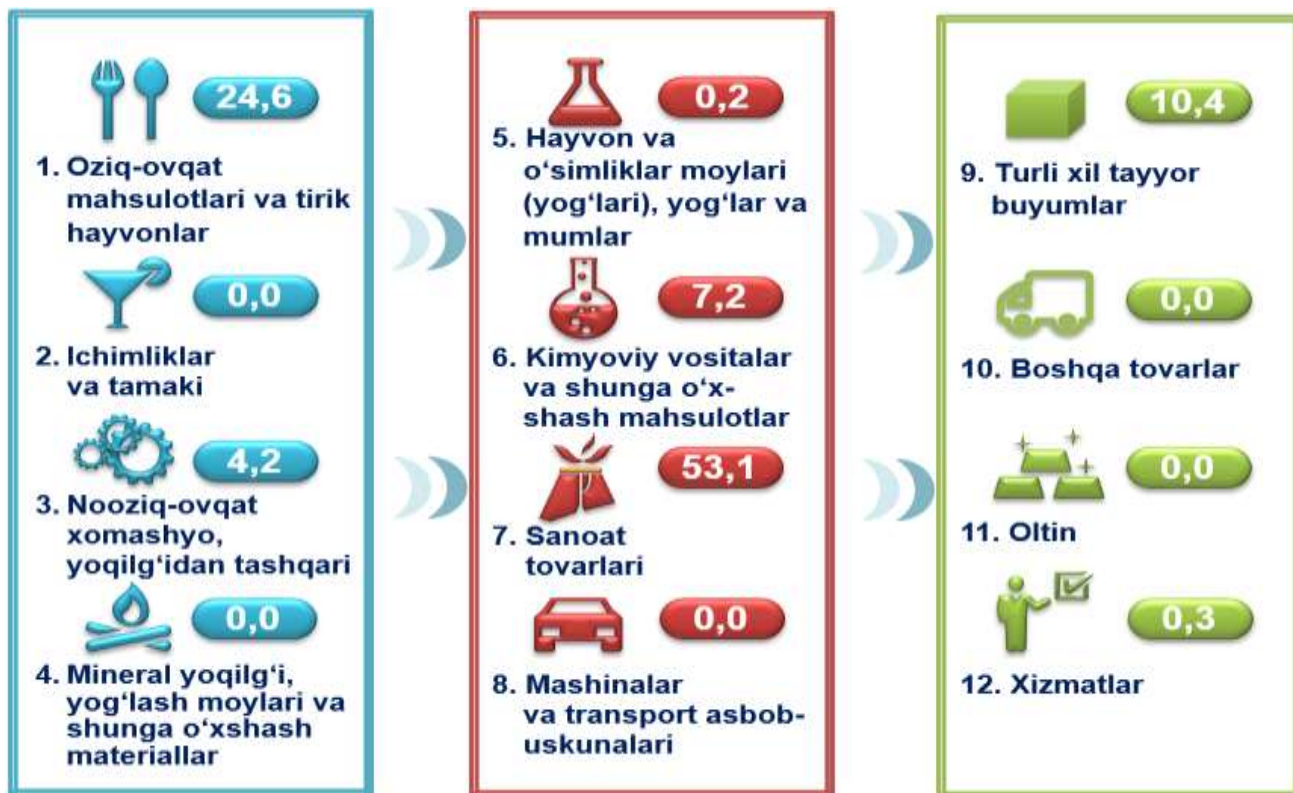 24,6
1. Oziq-ovqat
mahsulotlari va tirik
hayvonlar
0,0
2. Ichimliklar
va tamaki
4,2
3. Nooziq-ovqat
xomashyo,
yoqilg‘idan tashqari
0,0
4. Mineral yoqilg‘i,
yog‘lash moylari va
shunga o‘xshash
materiallar
0,2
5. Hayvon va
o‘simliklar moylari
(yog‘lari), yog‘lar va
mumlar
7,2
6. Kimyoviy vositalar
va shunga o‘x-
shash mahsulotlar
53,1
7. Sanoat
tovarlari
0,0
8. Mashinalar
va transport asbob-
uskunalari
10,4
9. Turli xil tayyor
buyumlar
0,0
10. Boshqa tovarlar
0,0
11. Oltin
0,3
12. Xizmatlar